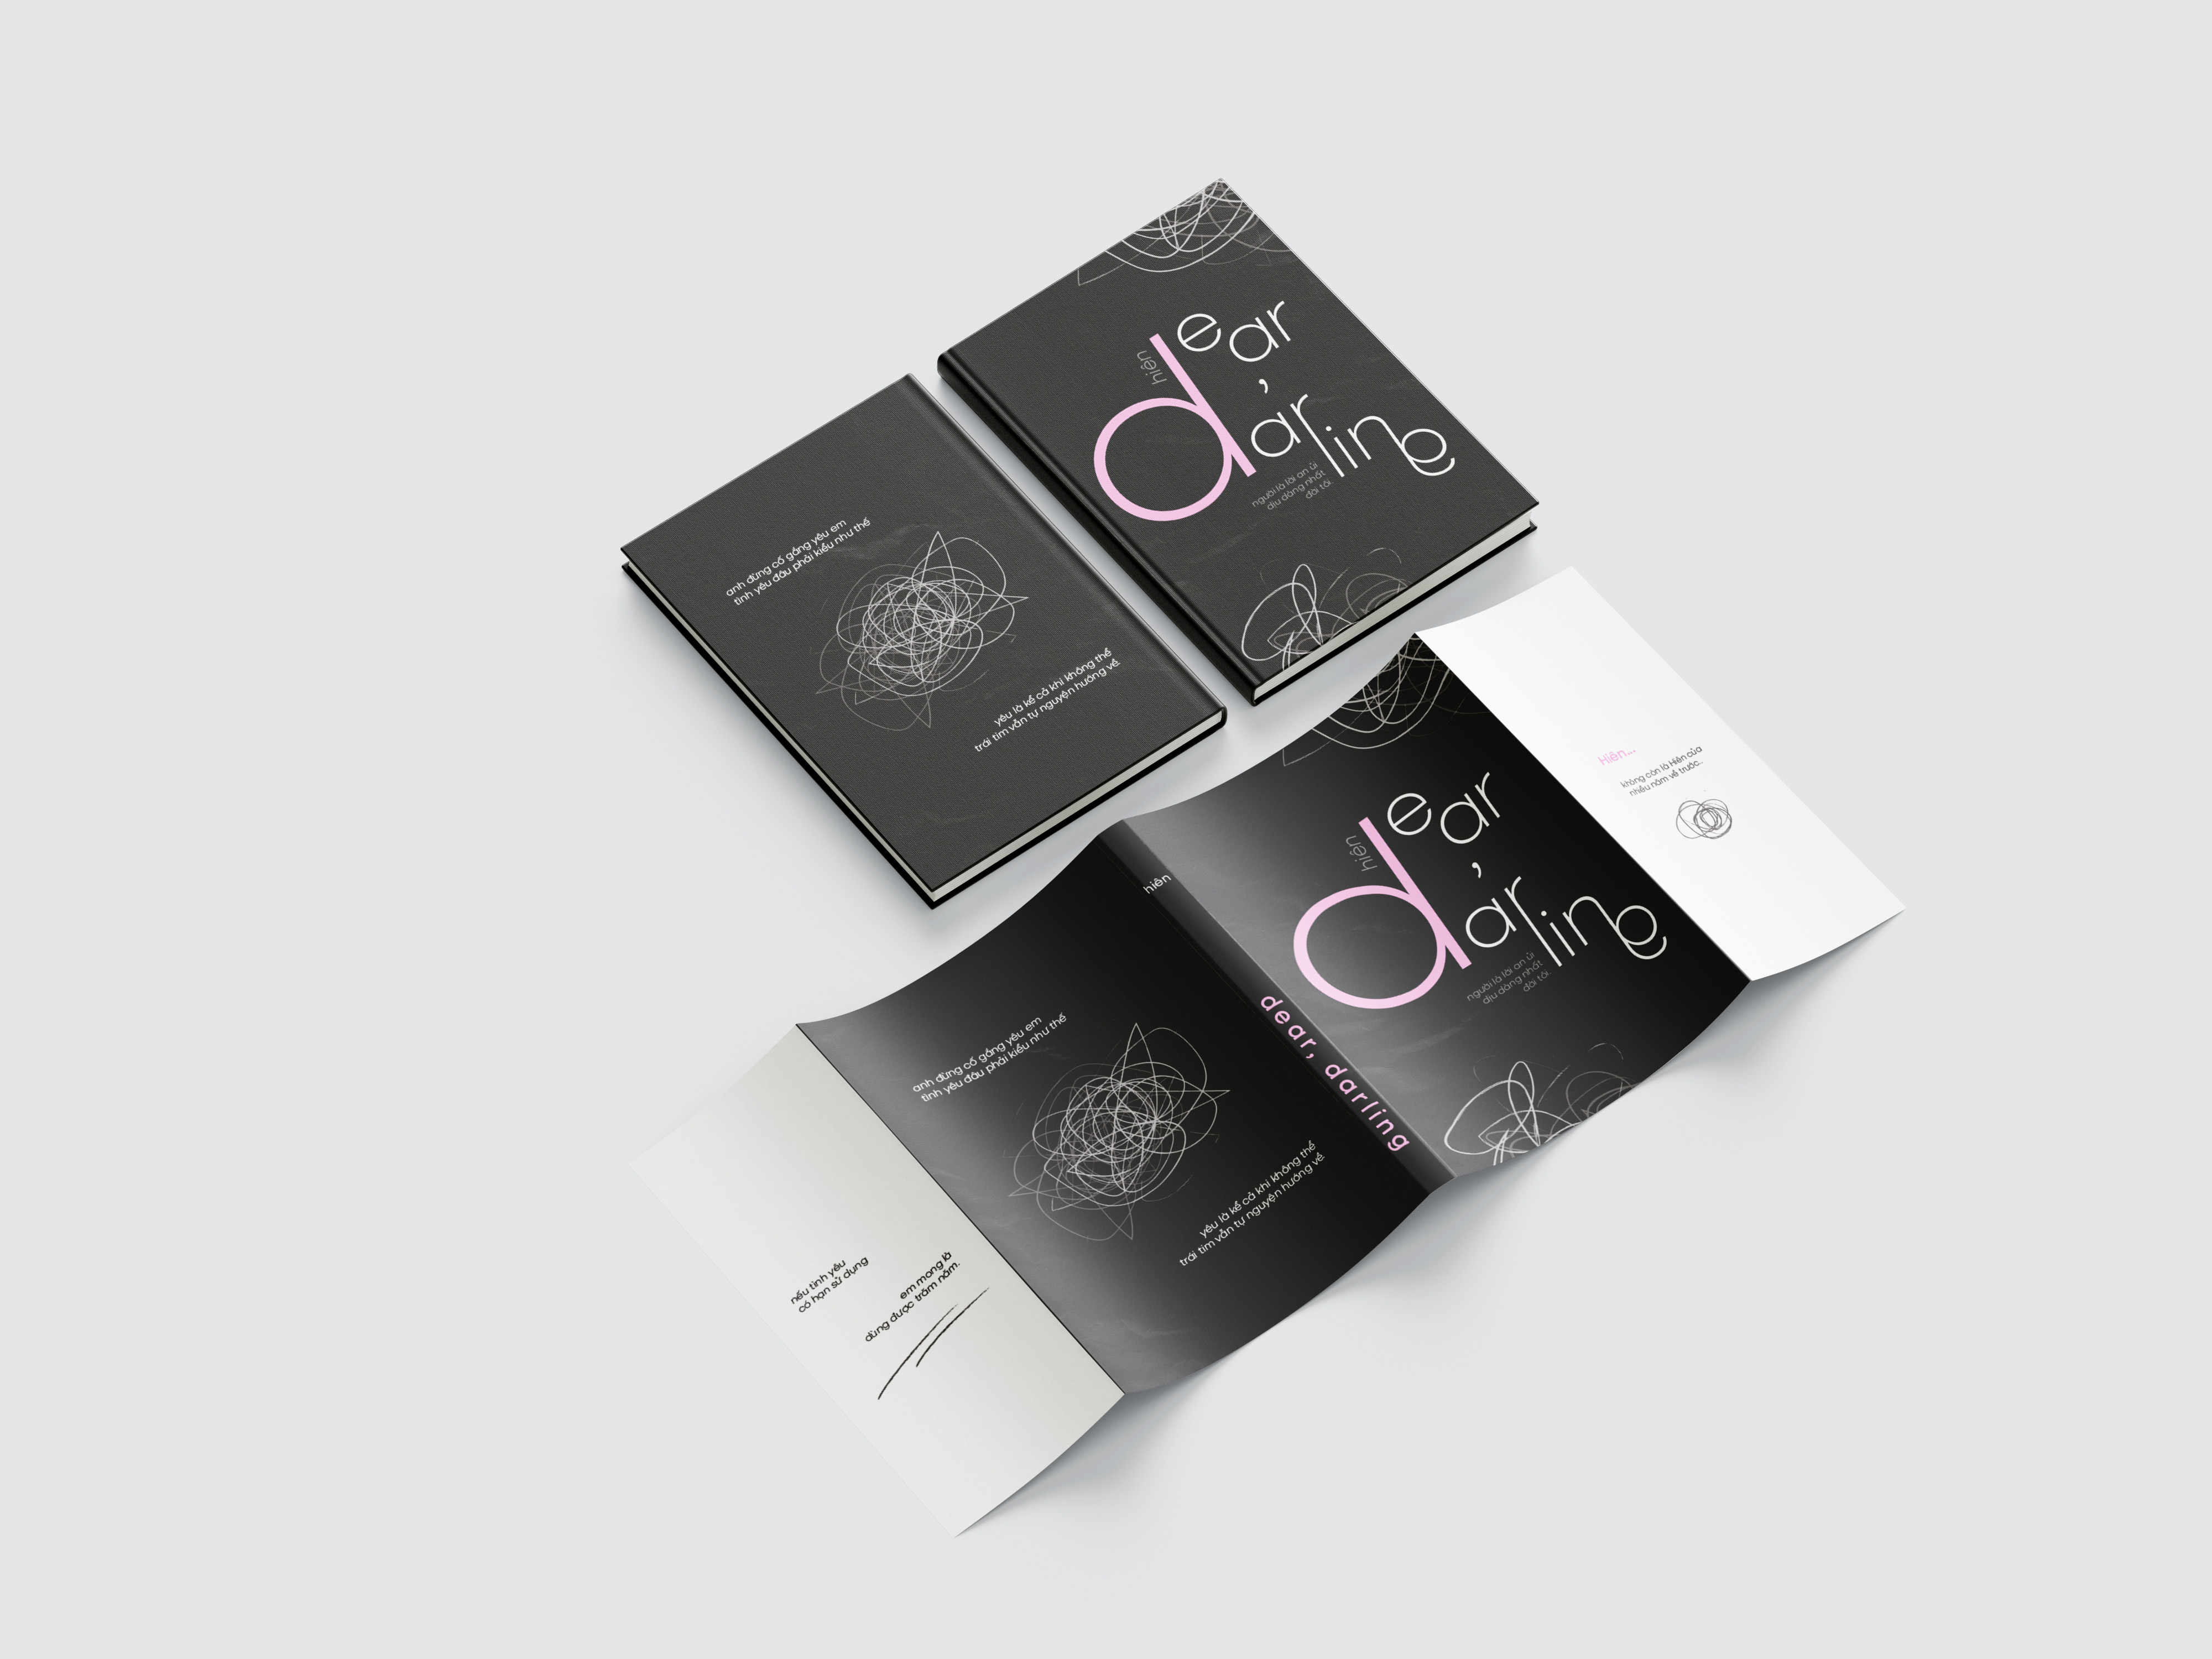 anh đừng cố gắng yêu em
tình yêu đâu phải kiểu như thế
yêu là kể cả khi không thể
trái tim vẫn tự nguyện hướng về.
hiên
dear
,
darling
người là lời an ủi
dịu dàng nhất
đời tôi.
nếu tình yêu
có hạn sử dụng
em mong là
dùng được trăm năm.
anh đừng cố gắng yêu em
tình yêu đâu phải kiểu như thế
yêu là kể cả khi không thể
trái tim vẫn tự nguyện hướng về.
hiên
dear, darling
hiên
dear
,
darling
người là lời an ủi
dịu dàng nhất
đời tôi.
Hiên...
không còn là Hiên của
nhiều năm về trước..